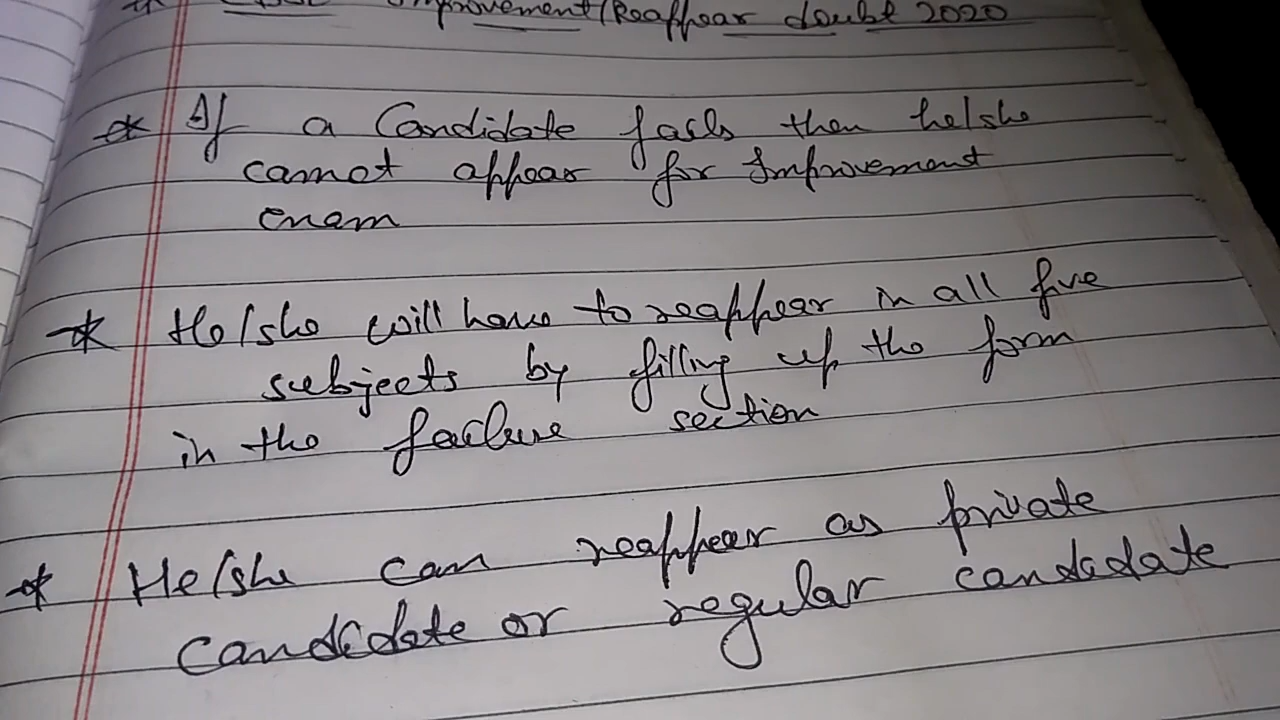 Improvement/Reappear doubt 2020
* If a Candidate fails then he/she
cannot appear for Improvement
exam
* He/she will have to reappear in all five
subjects by filling up the form
in the failure section
* He/she can reappear as private
candidate or regular candidate